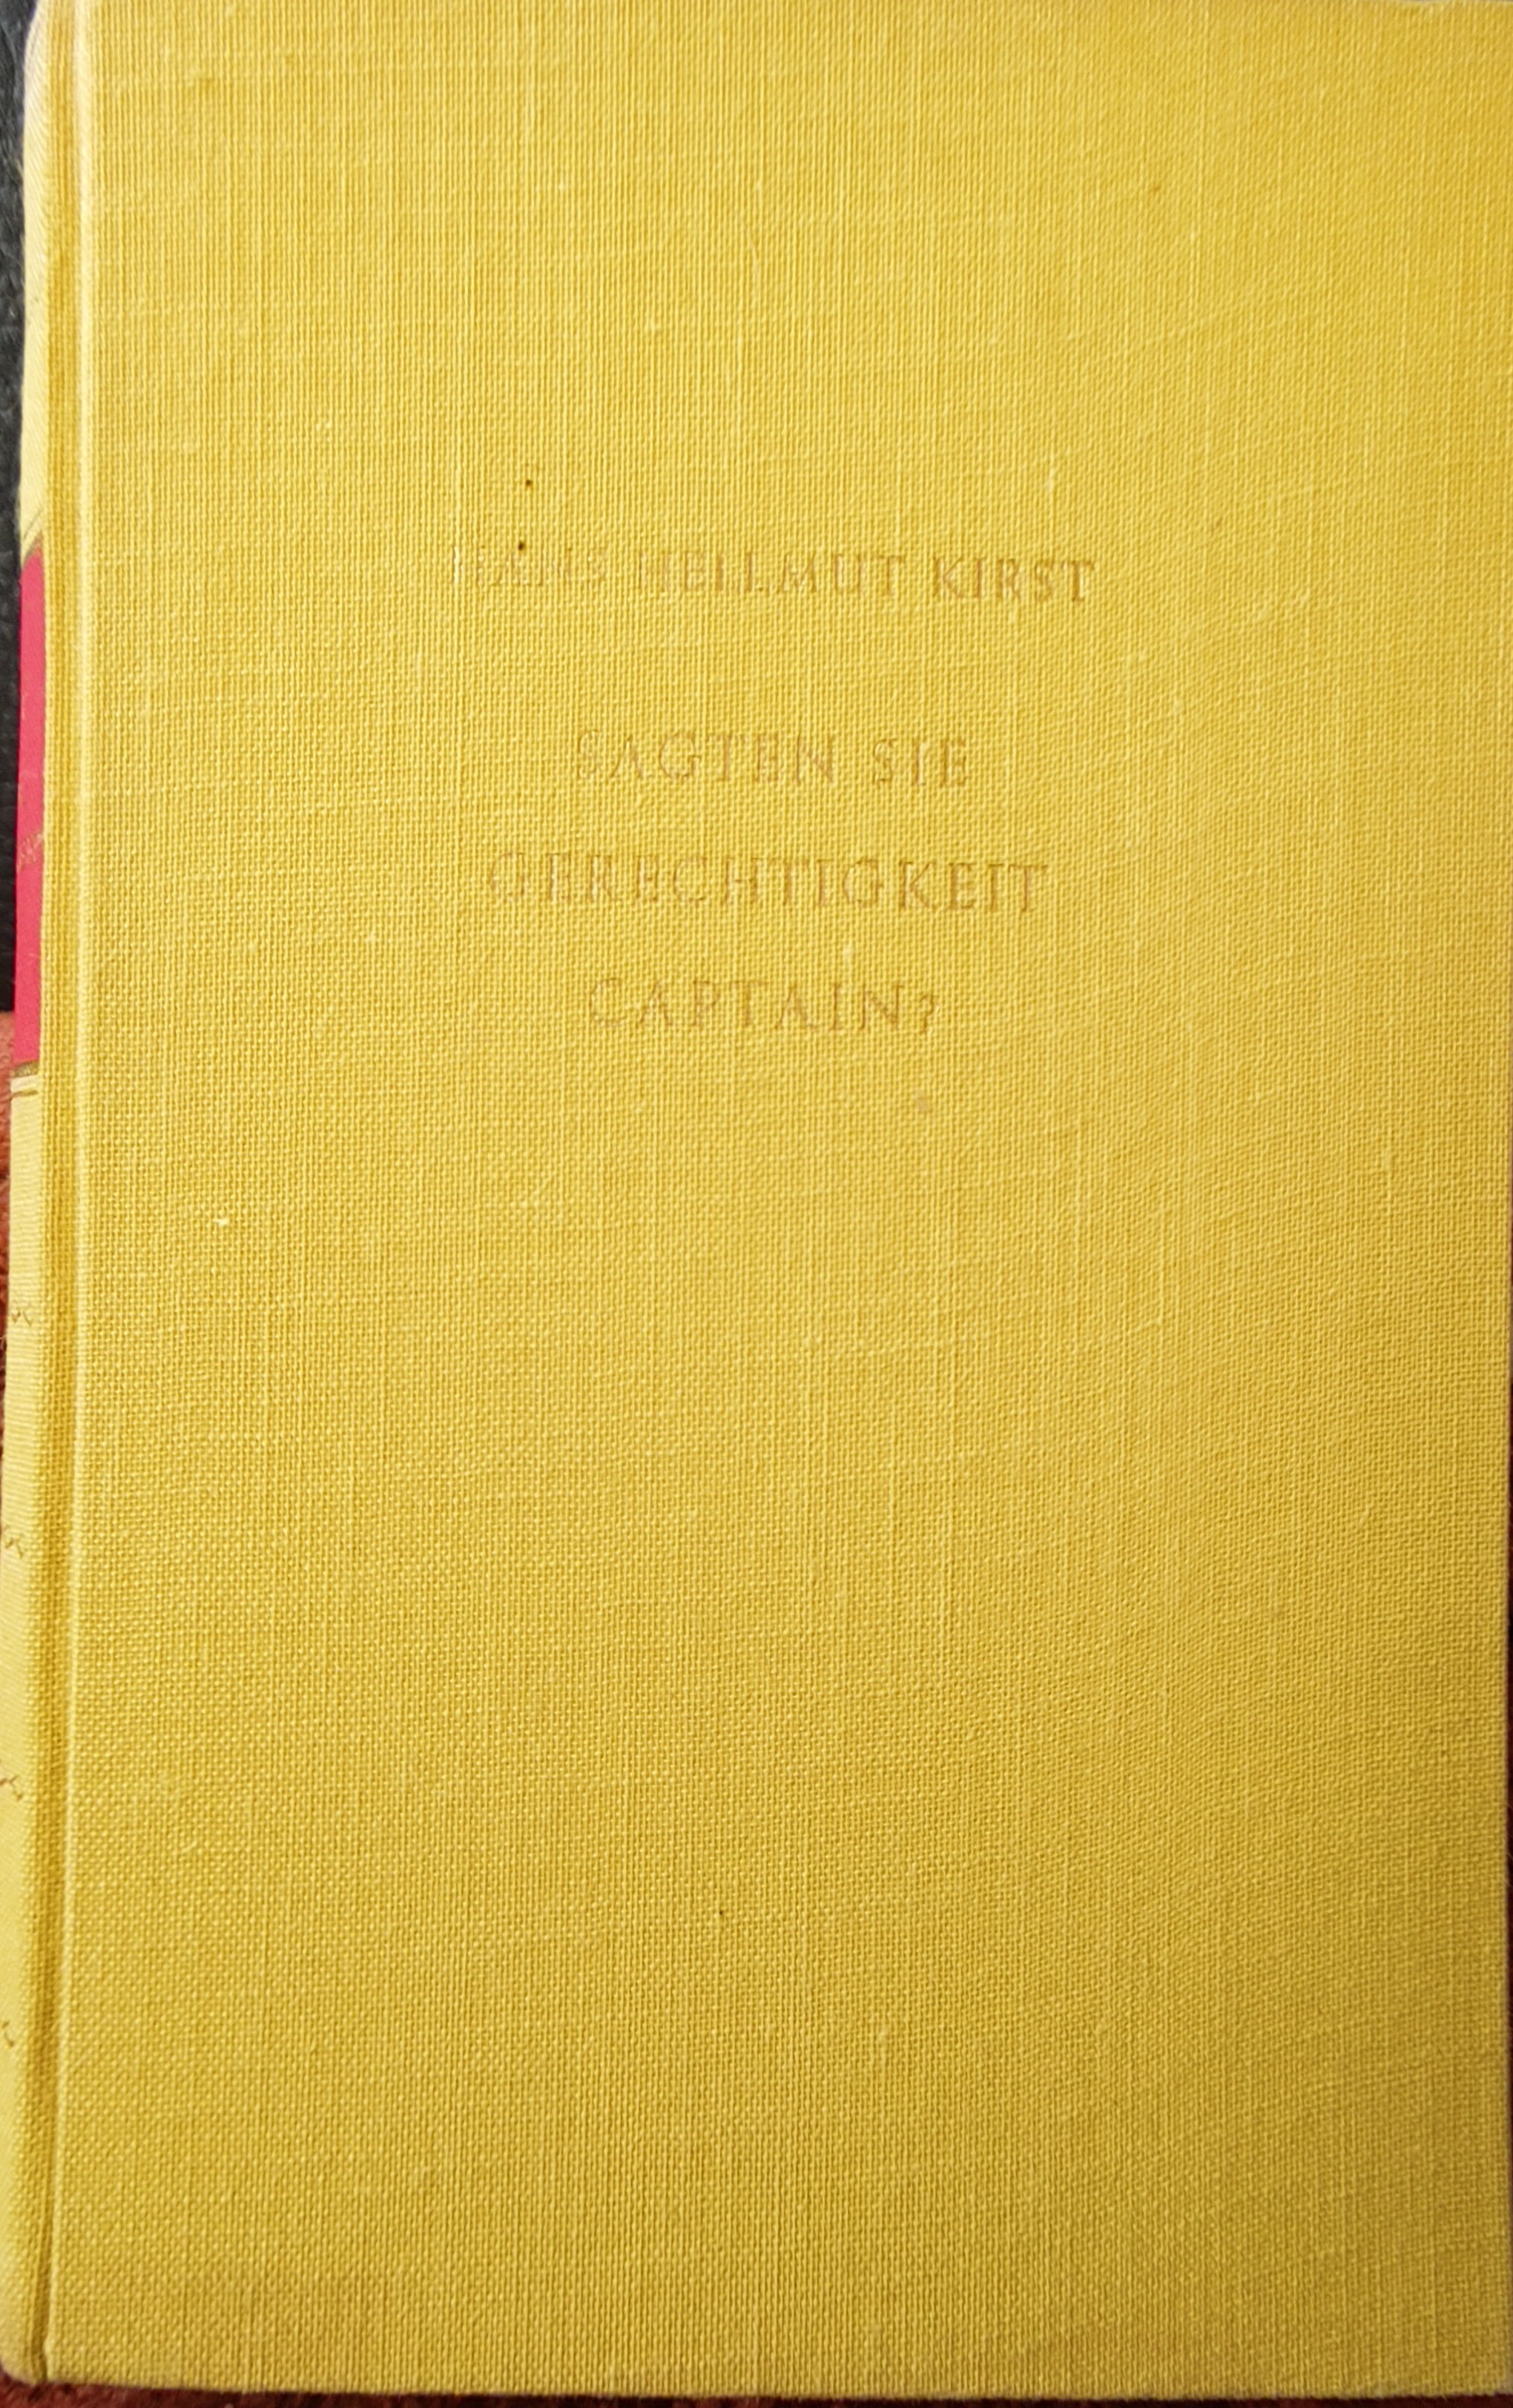 HANS HELLMUT KIRST
SAGTEN SIE
GERECHTIGKEIT
CAPTAIN?